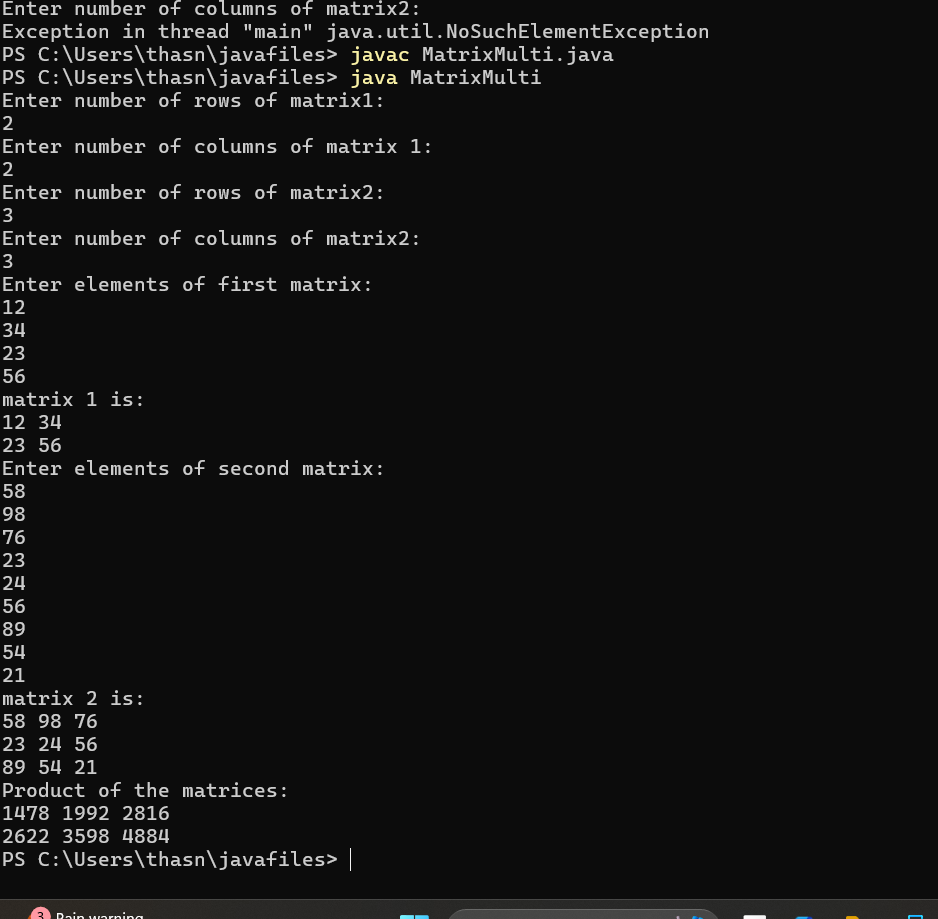 Enter number of columns of matrix2:
Exception in thread "main" java.util.NoSuchElementException
PS C:\Users\thasn\javafiles> javac MatrixMulti.java
PS C:\Users\thasn\javafiles> java MatrixMulti
Enter number of rows of matrix1:
2
Enter number of columns of matrix 1:
2
Enter number of rows of matrix2:
3
Enter number of columns of matrix2:
3
Enter elements of first matrix:
12
34
23
56
matrix 1 is:
12 34
23 56
Enter elements of second matrix:
58
98
76
23
24
56
89
54
21
matrix 2 is:
58 98 76
23 24 56
89 54 21
Product of the matrices:
1478 1992 2816
2622 3598 4884
PS C:\Users\thasn\javafiles>
3 Rain warning